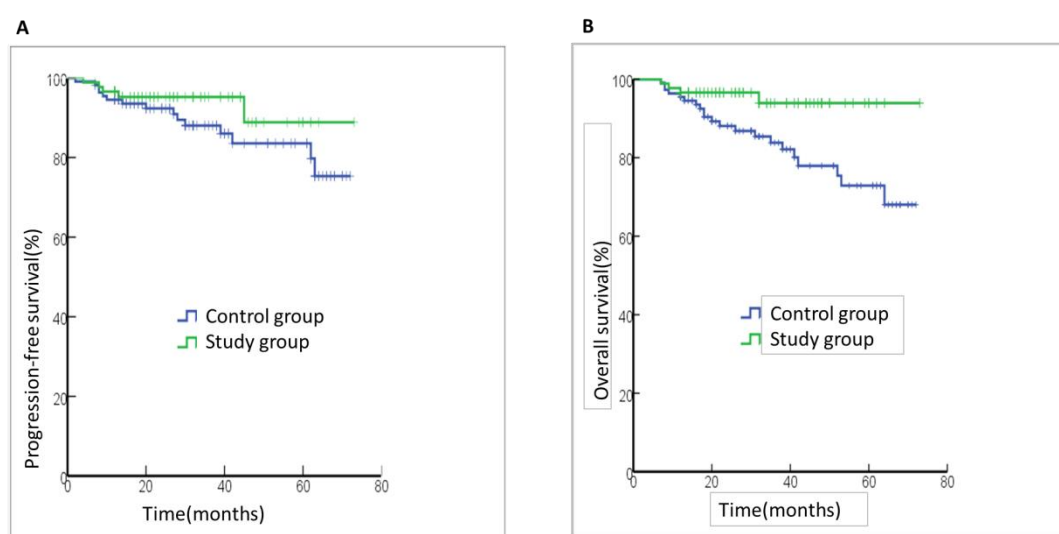 A
B
100
80
60
40
20
0
0 20 40 60 80
Progression-free survival(%)
Time(months)
Control group
Study group
100
80
60
40
20
0
0 20 40 60 80
Overall survival(%)
Time(months)
Control group
Study group